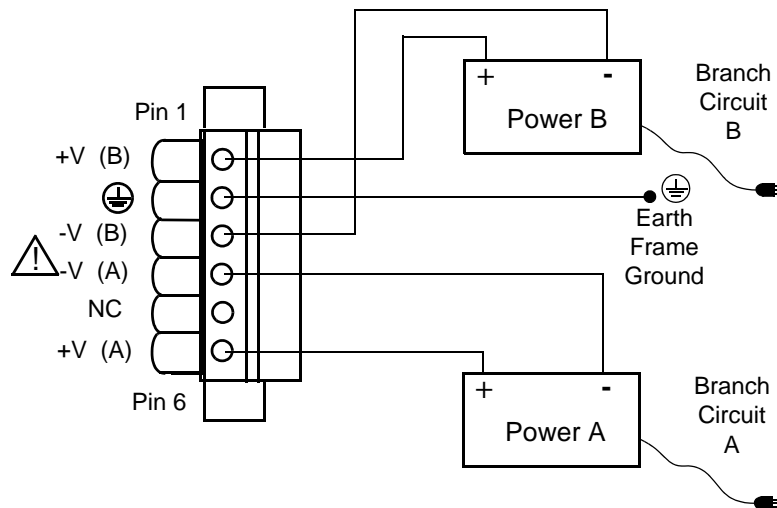 Pin 1
+V (B)
-V (B)
-V (A)
NC
+V (A)
Pin 6
!
+ -
Power B
Branch
Circuit
B
Earth
Frame
Ground
+ -
Power A
Branch
Circuit
A